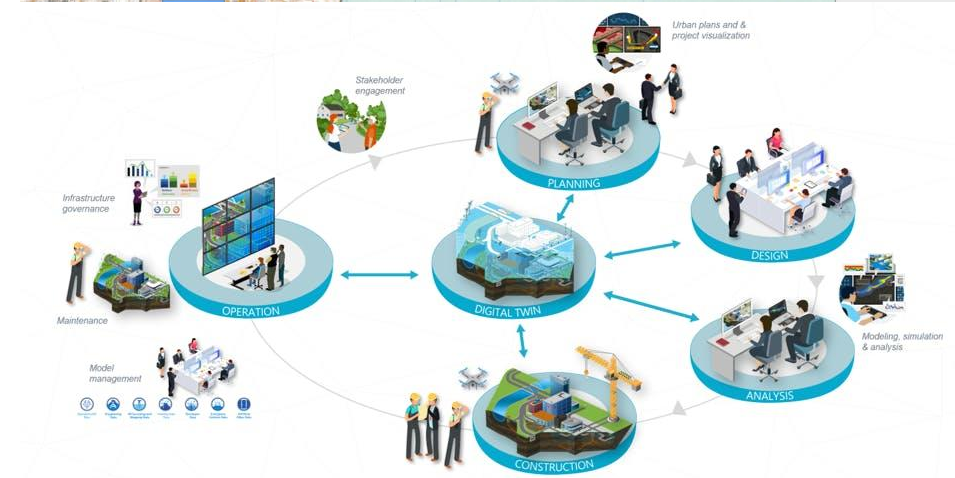 Urban plans and &
project visualization
Stakeholder
engagement
PLANNING
Infrastructure
governance
DESIGN
OPERATION
DIGITAL TWIN
Maintenance
Modeling, simulation
& analysis
Model
management
ANALYSIS
CONSTRUCTION